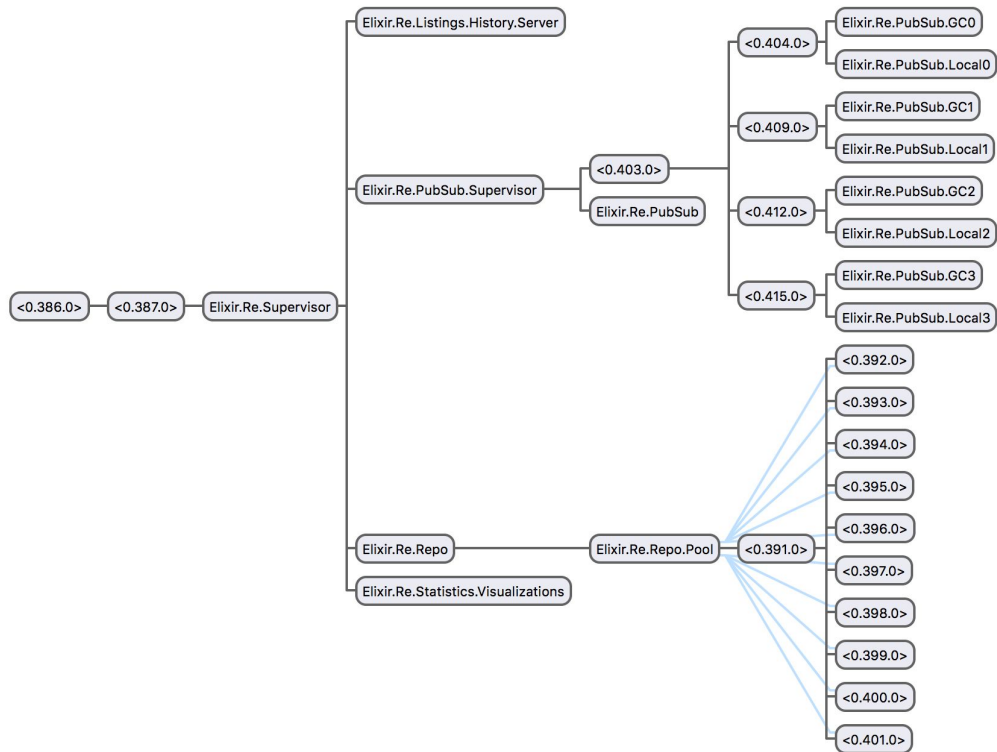 Elixir.Re.Listings.History.Server
Elixir.Re.PubSub.GC0
<0.404.0>
Elixir.Re.PubSub.Local0
Elixir.Re.PubSub.GC1
<0.409.0>
Elixir.Re.PubSub.Local1
<0.403.0>
Elixir.Re.PubSub.Supervisor
Elixir.Re.PubSub
Elixir.Re.PubSub.GC2
<0.412.0>
Elixir.Re.PubSub.Local2
Elixir.Re.PubSub.GC3
<0.415.0>
Elixir.Re.PubSub.Local3
<0.386.0>
<0.387.0>
Elixir.Re.Supervisor
<0.392.0>
<0.393.0>
<0.394.0>
<0.395.0>
<0.396.0>
Elixir.Re.Repo
Elixir.Re.Repo.Pool
<0.391.0>
<0.397.0>
Elixir.Re.Statistics.Visualizations
<0.398.0>
<0.399.0>
<0.400.0>
<0.401.0>